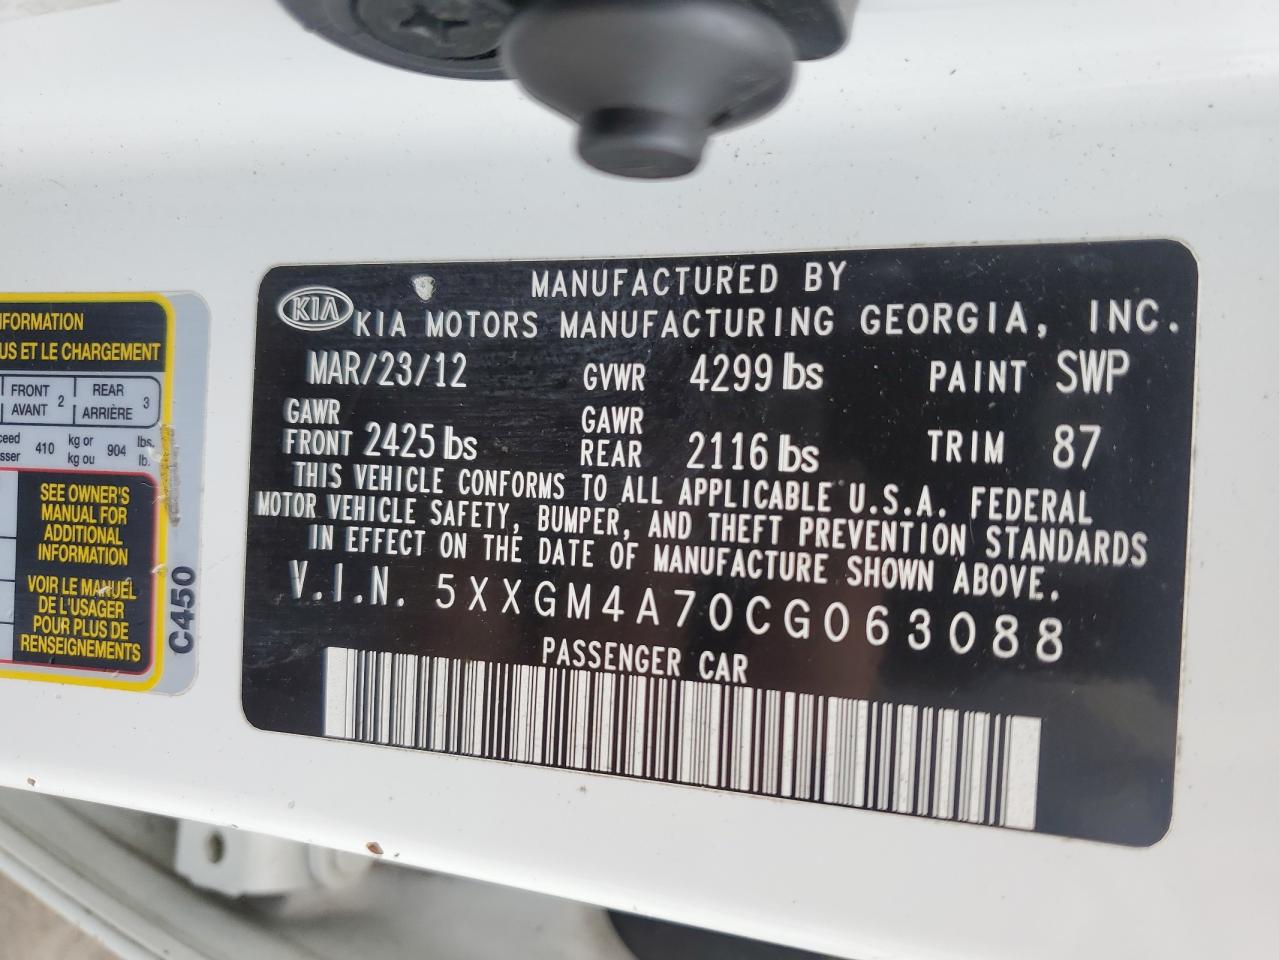 KIA
MANUFACTURED BY
KIA MOTORS MANUFACTURING GEORGIA, INC.
MAR/23/12 GVWR 4299 lbs PAINT SWP
GAWR FRONT 2425 lbs GAWR REAR 2116 lbs TRIM 87
THIS VEHICLE CONFORMS TO ALL APPLICABLE U.S.A. FEDERAL
MOTOR VEHICLE SAFETY, BUMPER, AND THEFT PREVENTION STANDARDS
IN EFFECT ON THE DATE OF MANUFACTURE SHOWN ABOVE.
V.I.N. 5XXGM4A70CG063088
PASSENGER CAR
ET LE CHARGEMENT
FRONT AVANT 2 REAR ARRIÈRE 3
410 kg or kg ou 904 lbs. lb.
SEE OWNER'S
MANUAL FOR
ADDITIONAL
INFORMATION
VOIR LE MANUEL
DE L'USAGER
POUR PLUS DE
RENSEIGNEMENTS
C450